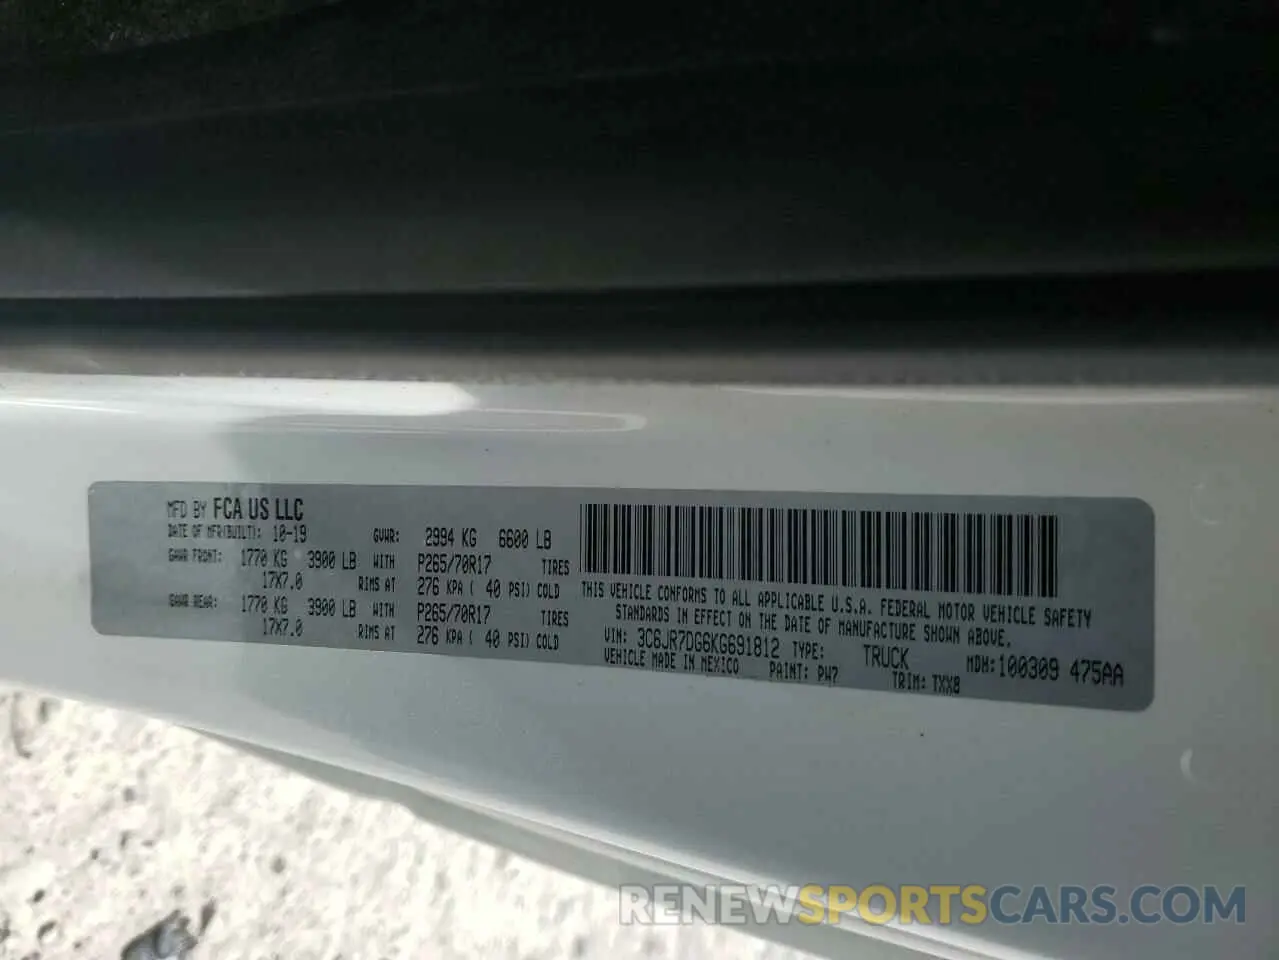 MFD BY FCA US LLC
DATE OF MFR(BUILT): 10-19 GVWR: 2994 KG 6600 LB
GAWR FRONT: 1770 KG 3900 LB WITH P265/70R17 TIRES
17X7.0 RIMS AT 276 KPA ( 40 PSI) COLD
GAWR REAR: 1770 KG 3900 LB WITH P265/70R17 TIRES
17X7.0 RIMS AT 276 KPA ( 40 PSI) COLD
THIS VEHICLE CONFORMS TO ALL APPLICABLE U.S.A. FEDERAL MOTOR VEHICLE SAFETY
STANDARDS IN EFFECT ON THE DATE OF MANUFACTURE SHOWN ABOVE.
VIN: 3C6JR7DG6KG691812 TYPE: TRUCK MDH:100309 475AA
VEHICLE MADE IN MEXICO PAINT: PW7 TRIM: TXX8
RENEWSPORTSCARS.COM